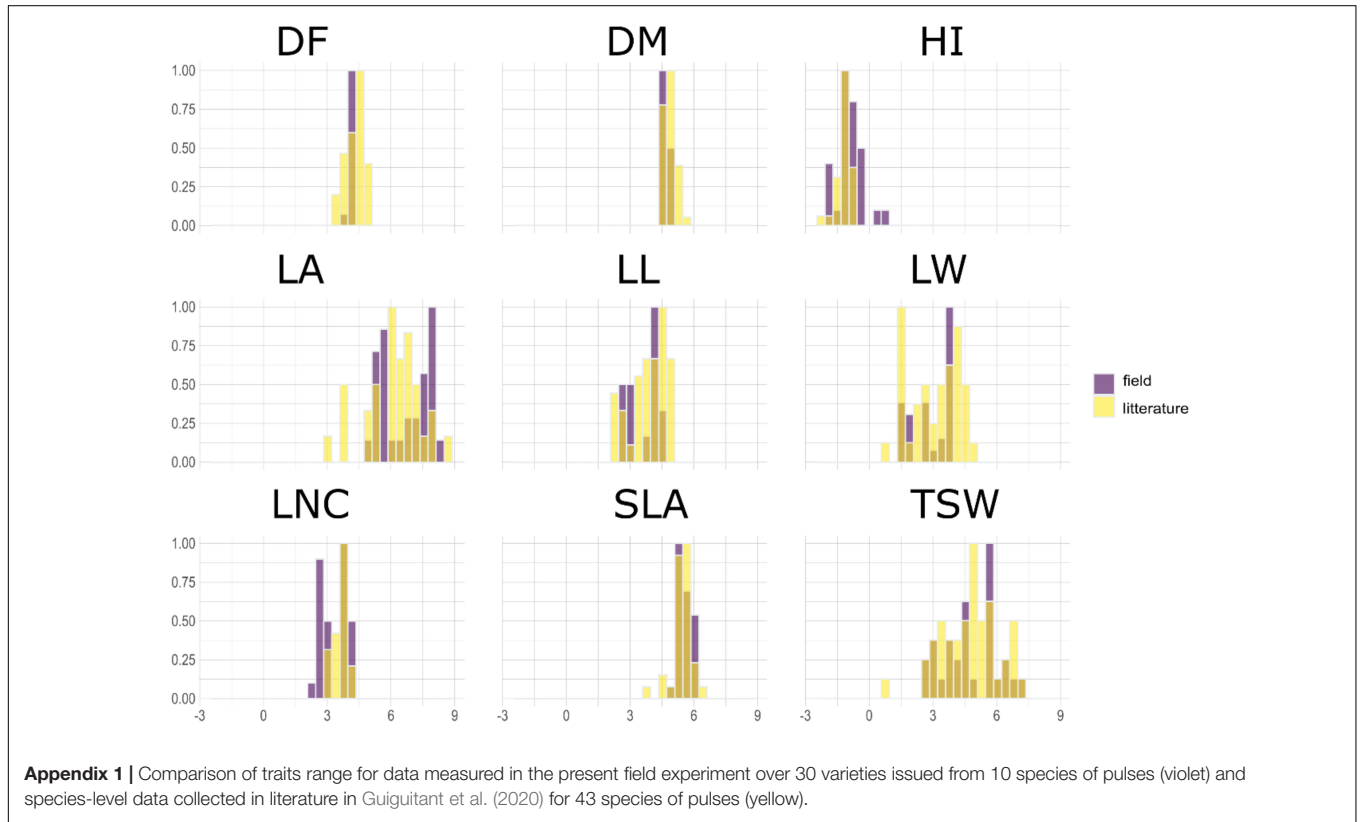 DF DM HI
1.00
0.75
0.50
0.25
0.00
LA LL LW
1.00
0.75
0.50
0.25
0.00
field
litterature
LNC SLA TSW
1.00
0.75
0.50
0.25
0.00
-3 0 3 6 9 -3 0 3 6 9 -3 0 3 6 9
Appendix 1 | Comparison of traits range for data measured in the present field experiment over 30 varieties issued from 10 species of pulses (violet) and
species-level data collected in literature in Guiguitant et al. (2020) for 43 species of pulses (yellow).